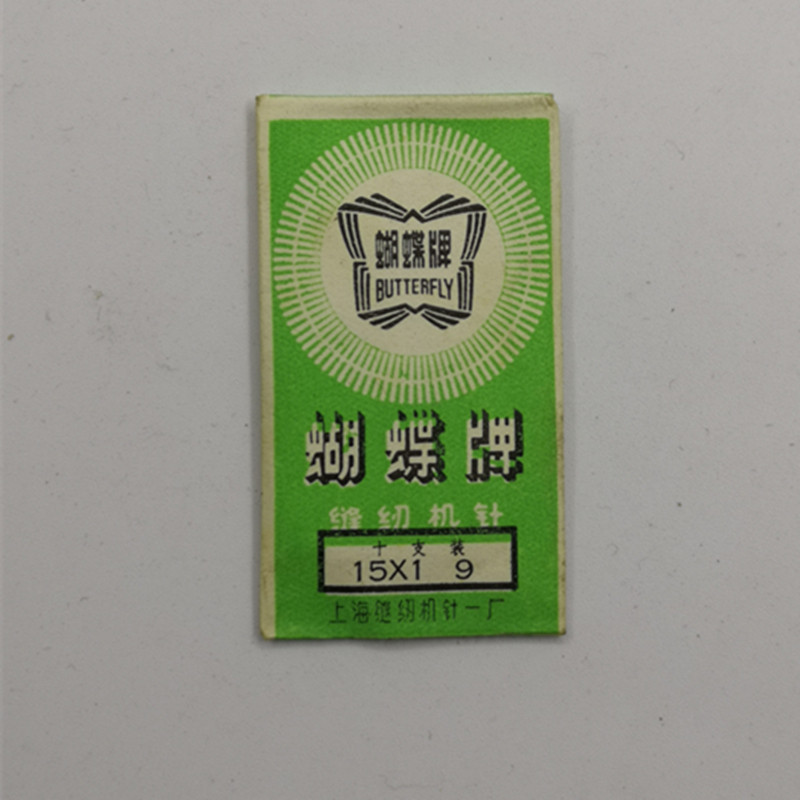 蝴蝶牌
BUTTERFLY
蝴蝶牌
缝纫机针
十支装
15X1 9
上海缝纫机针一厂